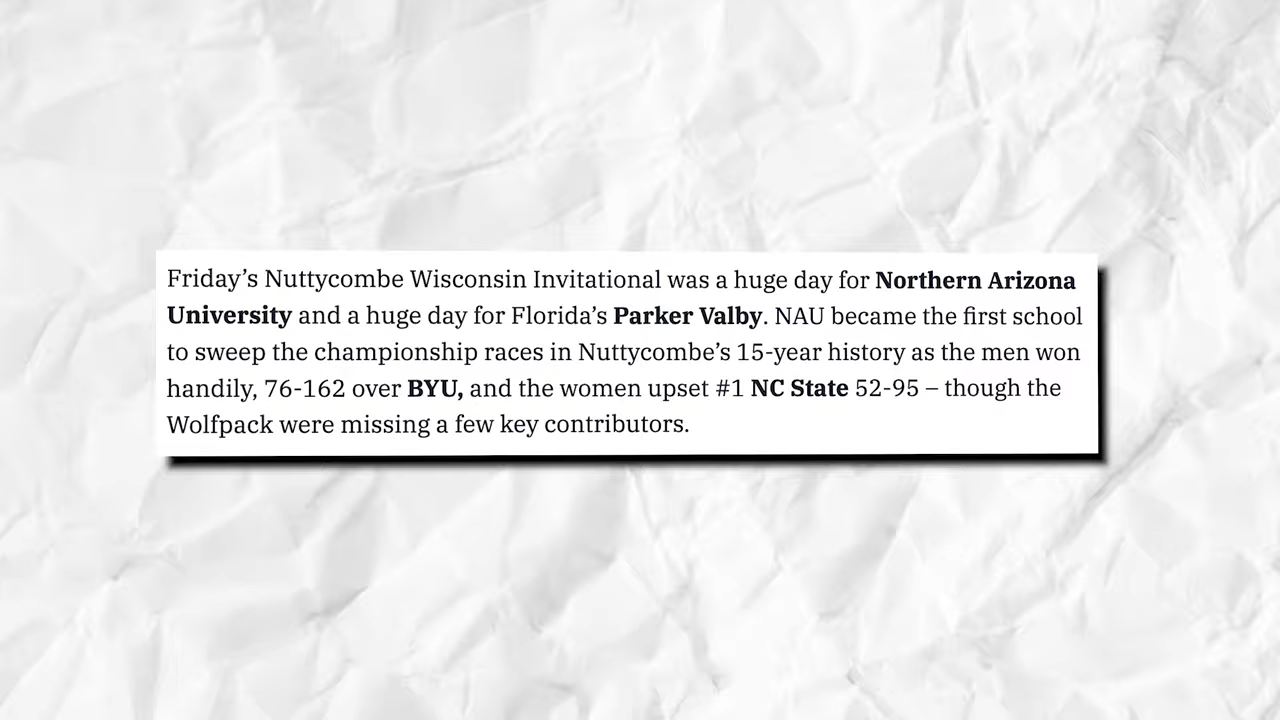 Friday’s Nuttycombe Wisconsin Invitational was a huge day for Northern Arizona
University and a huge day for Florida’s Parker Valby. NAU became the first school
to sweep the championship races in Nuttycombe’s 15-year history as the men won
handily, 76-162 over BYU, and the women upset #1 NC State 52-95 – though the
Wolfpack were missing a few key contributors.